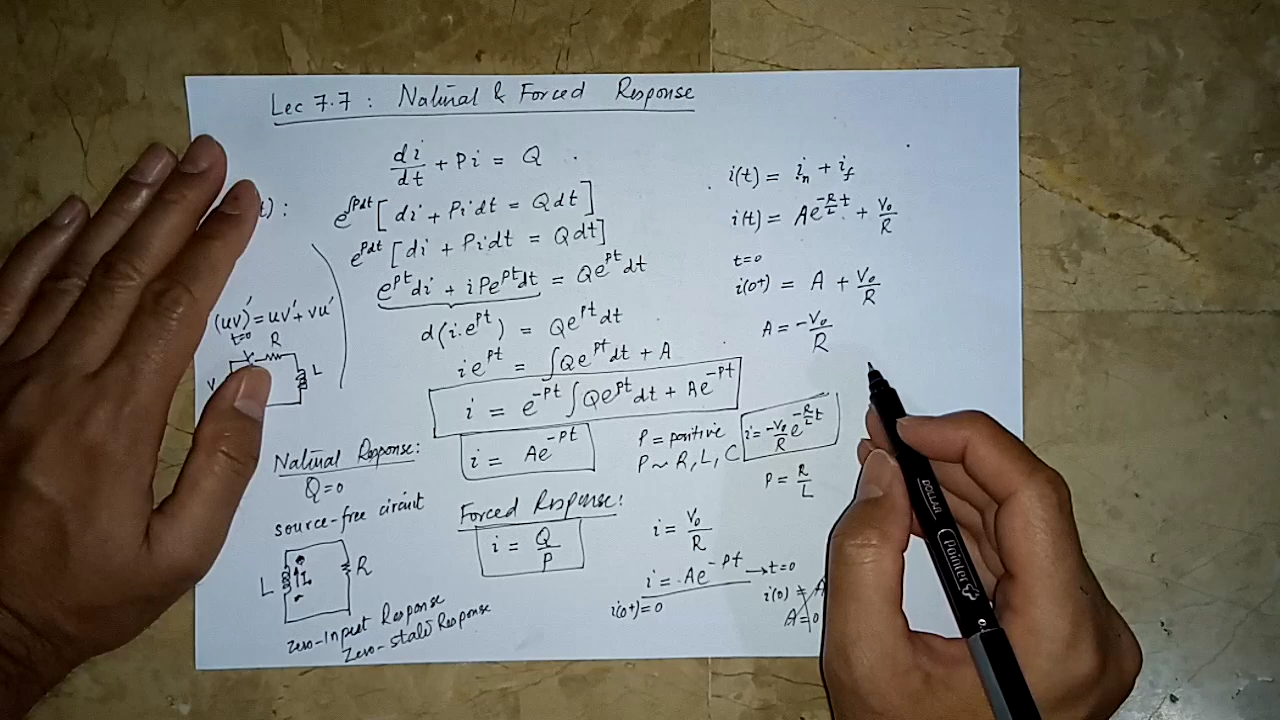 Lec 7.7 : Natural & Forced Response
di/dt + Pi = Q
t) :
e^∫Pdt [di + Pidt = Qdt]
e^Pdt [di + Pidt = Qdt]
e^Pt di + iPe^Pt dt = Qe^Pt dt
d(i.e^Pt) = Qe^Pt dt
ie^Pt = ∫Qe^Pt dt + A
i = e^-Pt ∫Qe^Pt dt + Ae^-Pt
(uv)' = uv' + vu'
t=0
R
L
V
Natural Response:
Q=0
source-free circuit
i = Ae^-Pt
L
I₀
R
+
-
Zero-Input Response
Zero-state Response
Forced Response:
i = Q/P
i(t) = iₙ + i_f
i(t) = Ae^-R/L t + V₀/R
t=0
i(0+) = A + V₀/R
A = -V₀/R
P = positive
P ~ R, L, C
i = -V₀/R e^-R/L t
P = R/L
i = V₀/R
i = Ae^-Pt → t=0
i(0+)=0
i(0) = A
A=0
DOLLAR
Pointer